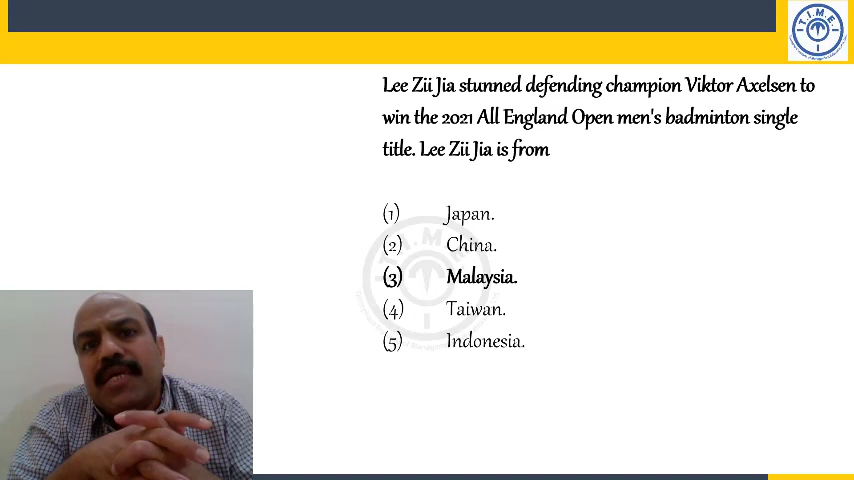 T.I.M.E.
Lee Zii Jia stunned defending champion Viktor Axelsen to
win the 2021 All England Open men's badminton single
title. Lee Zii Jia is from
(1) Japan.
(2) China.
(3) Malaysia.
(4) Taiwan.
(5) Indonesia.
T.I.M.E.